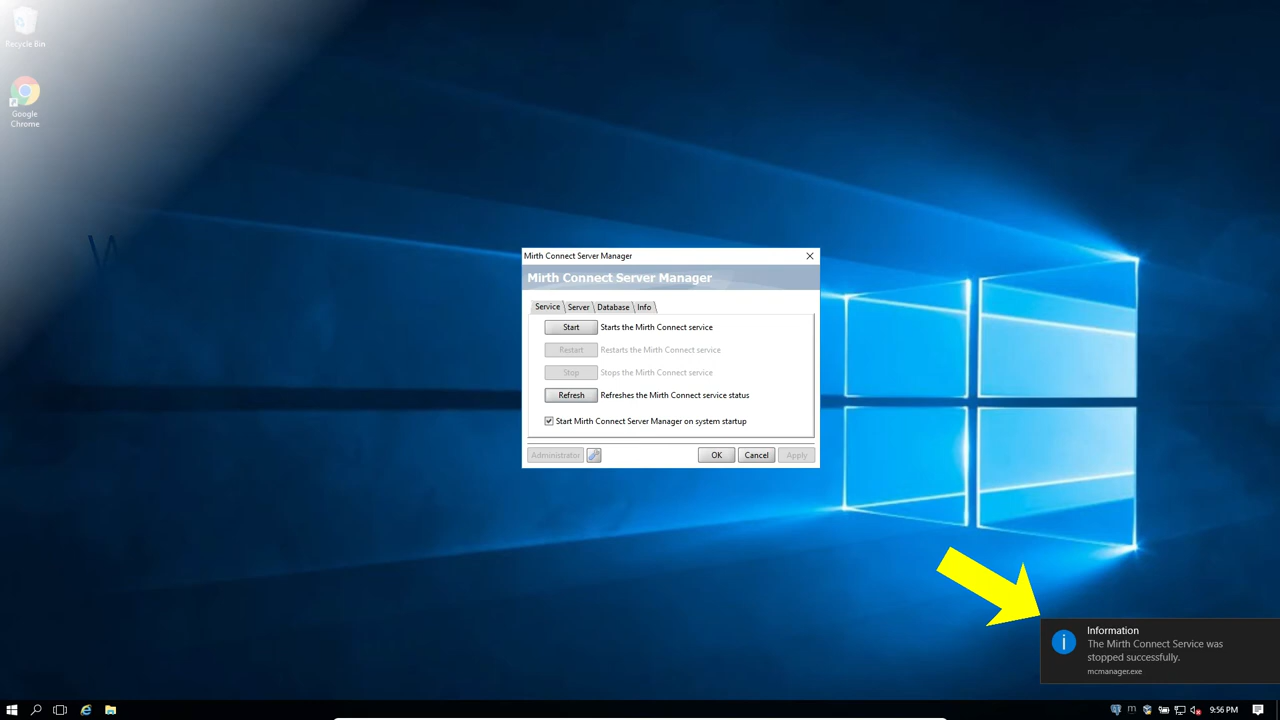 Recycle Bin
Google
Chrome
W
Mirth Connect Server Manager
Mirth Connect Server Manager
Service Server Database Info
Start Starts the Mirth Connect service
Restart Restarts the Mirth Connect service
Stop Stops the Mirth Connect service
Refresh Refreshes the Mirth Connect service status
Start Mirth Connect Server Manager on system startup
Administrator OK Cancel Apply
Information
The Mirth Connect Service was
stopped successfully.
mcmanager.exe
9:56 PM